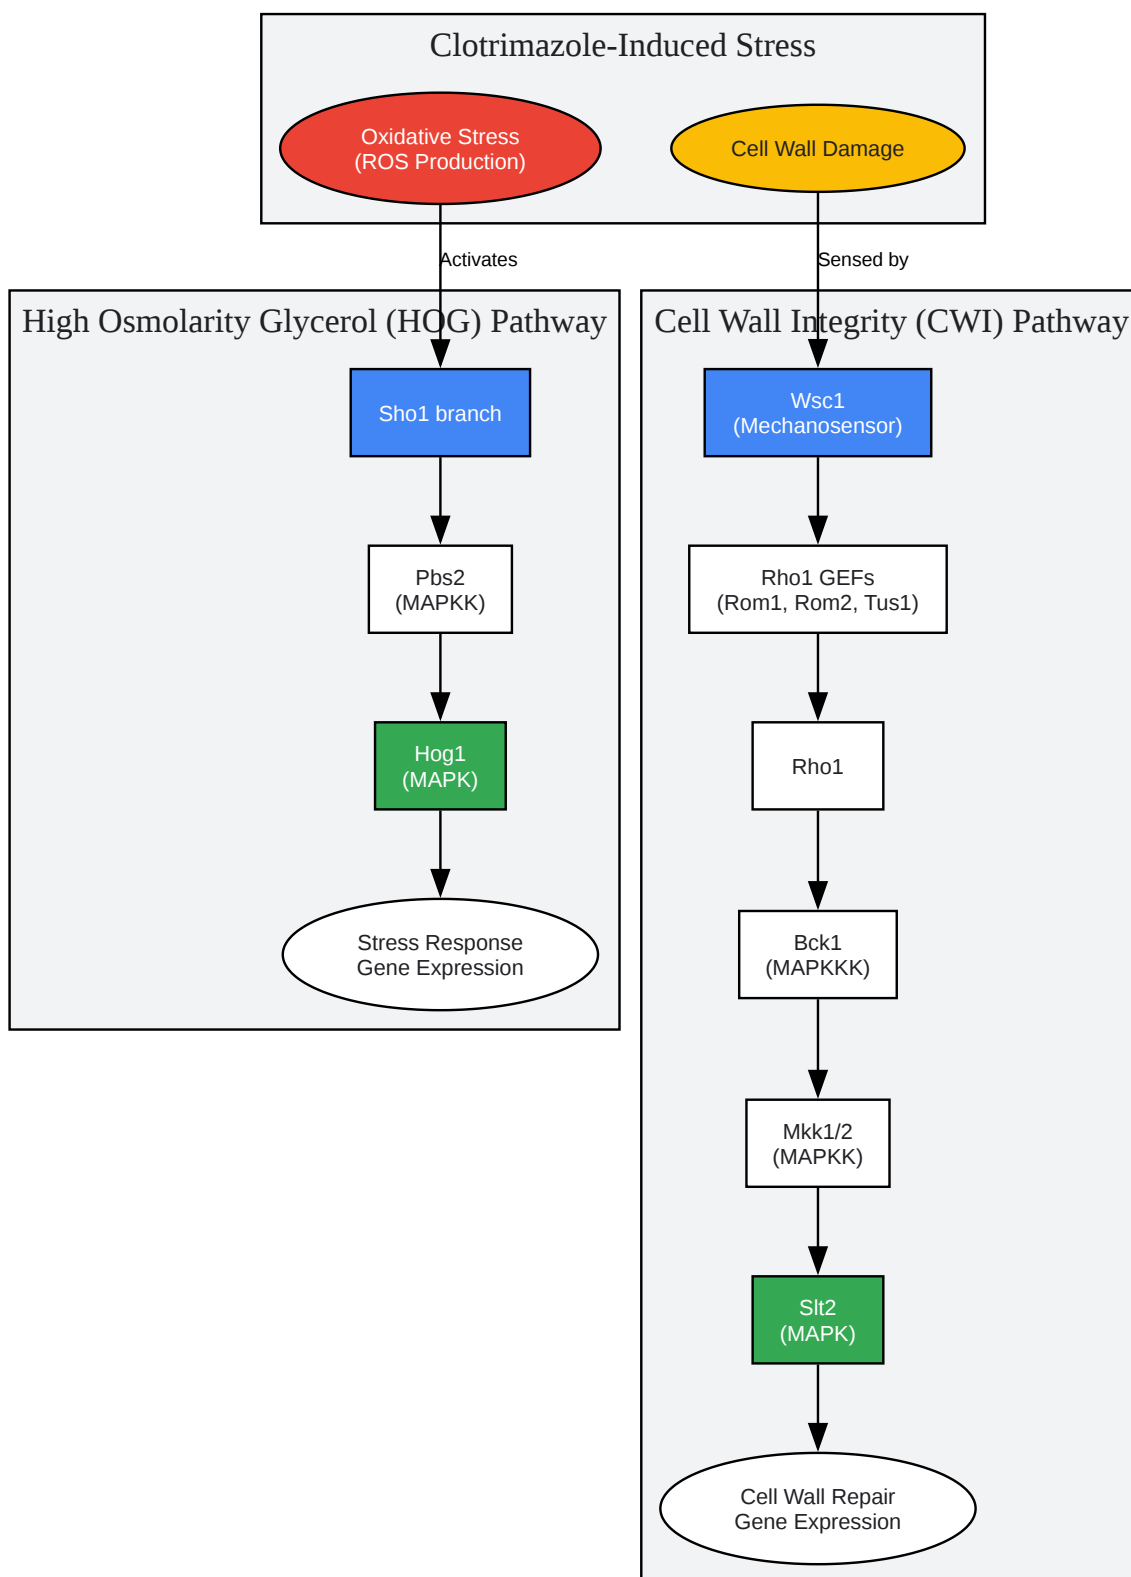 Clotrimazole-Induced Stress
Oxidative Stress
(ROS Production)
Cell Wall Damage
Activates
Sensed by
High Osmolarity Glycerol (HOG) Pathway
Sho1 branch
Pbs2
(MAPKK)
Hog1
(MAPK)
Stress Response
Gene Expression
Cell Wall Integrity (CWI) Pathway
Wsc1
(Mechanosensor)
Rho1 GEFs
(Rom1, Rom2, Tus1)
Rho1
Bck1
(MAPKKK)
Mkk1/2
(MAPKK)
Slt2
(MAPK)
Cell Wall Repair
Gene Expression